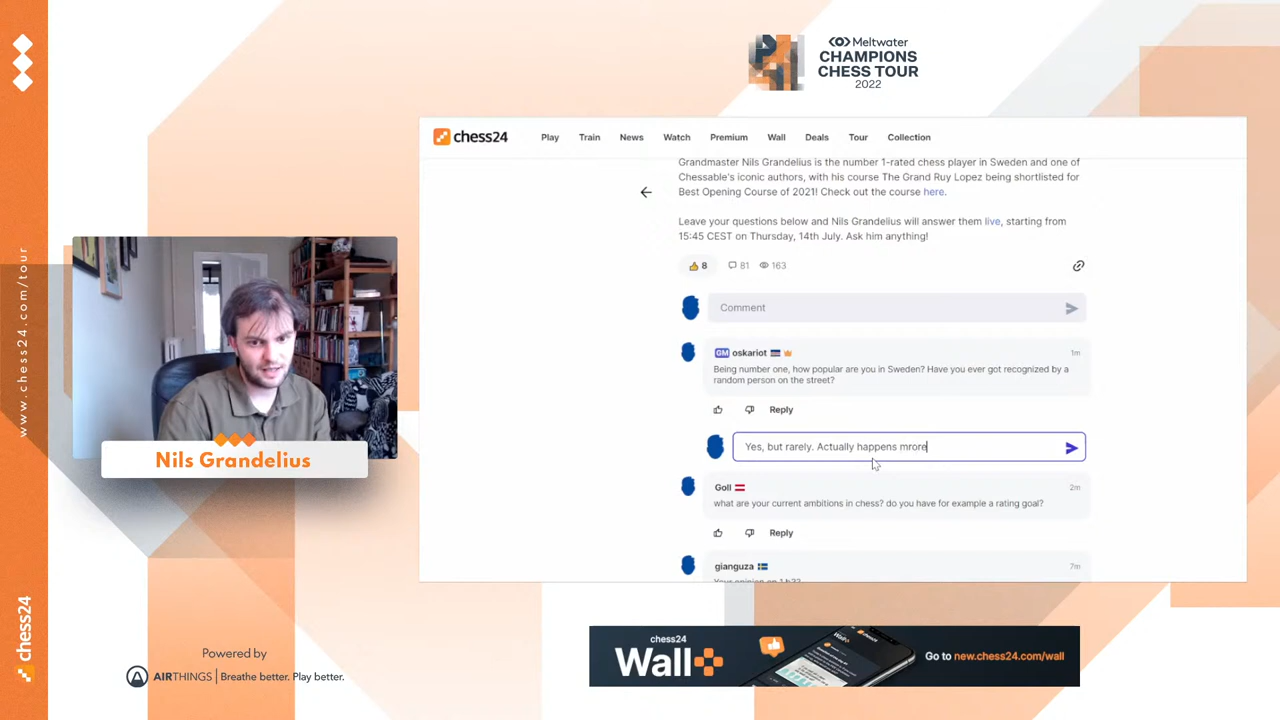 www.chess24.com/tour
chess24
Meltwater
CHAMPIONS
CHESS TOUR
2022
chess24
Play Train News Watch Premium Wall Deals Tour Collection
Grandmaster Nils Grandelius is the number 1-rated chess player in Sweden and one of
Chessable's iconic authors, with his course The Grand Ruy Lopez being shortlisted for
Best Opening Course of 2021! Check out the course here.
Leave your questions below and Nils Grandelius will answer them live, starting from
15:45 CEST on Thursday, 14th July. Ask him anything!
8 81 163
Comment
GM oskariot 1m
Being number one, how popular are you in Sweden? Have you ever got recognized by a
random person on the street?
Reply
Yes, but rarely. Actually happens mrore
Goll 2m
what are your current ambitions in chess? do you have for example a rating goal?
Reply
gianguza 7m
Nils Grandelius
Powered by
AIRTHINGS | Breathe better. Play better.
chess24
Wall
Go to new.chess24.com/wall